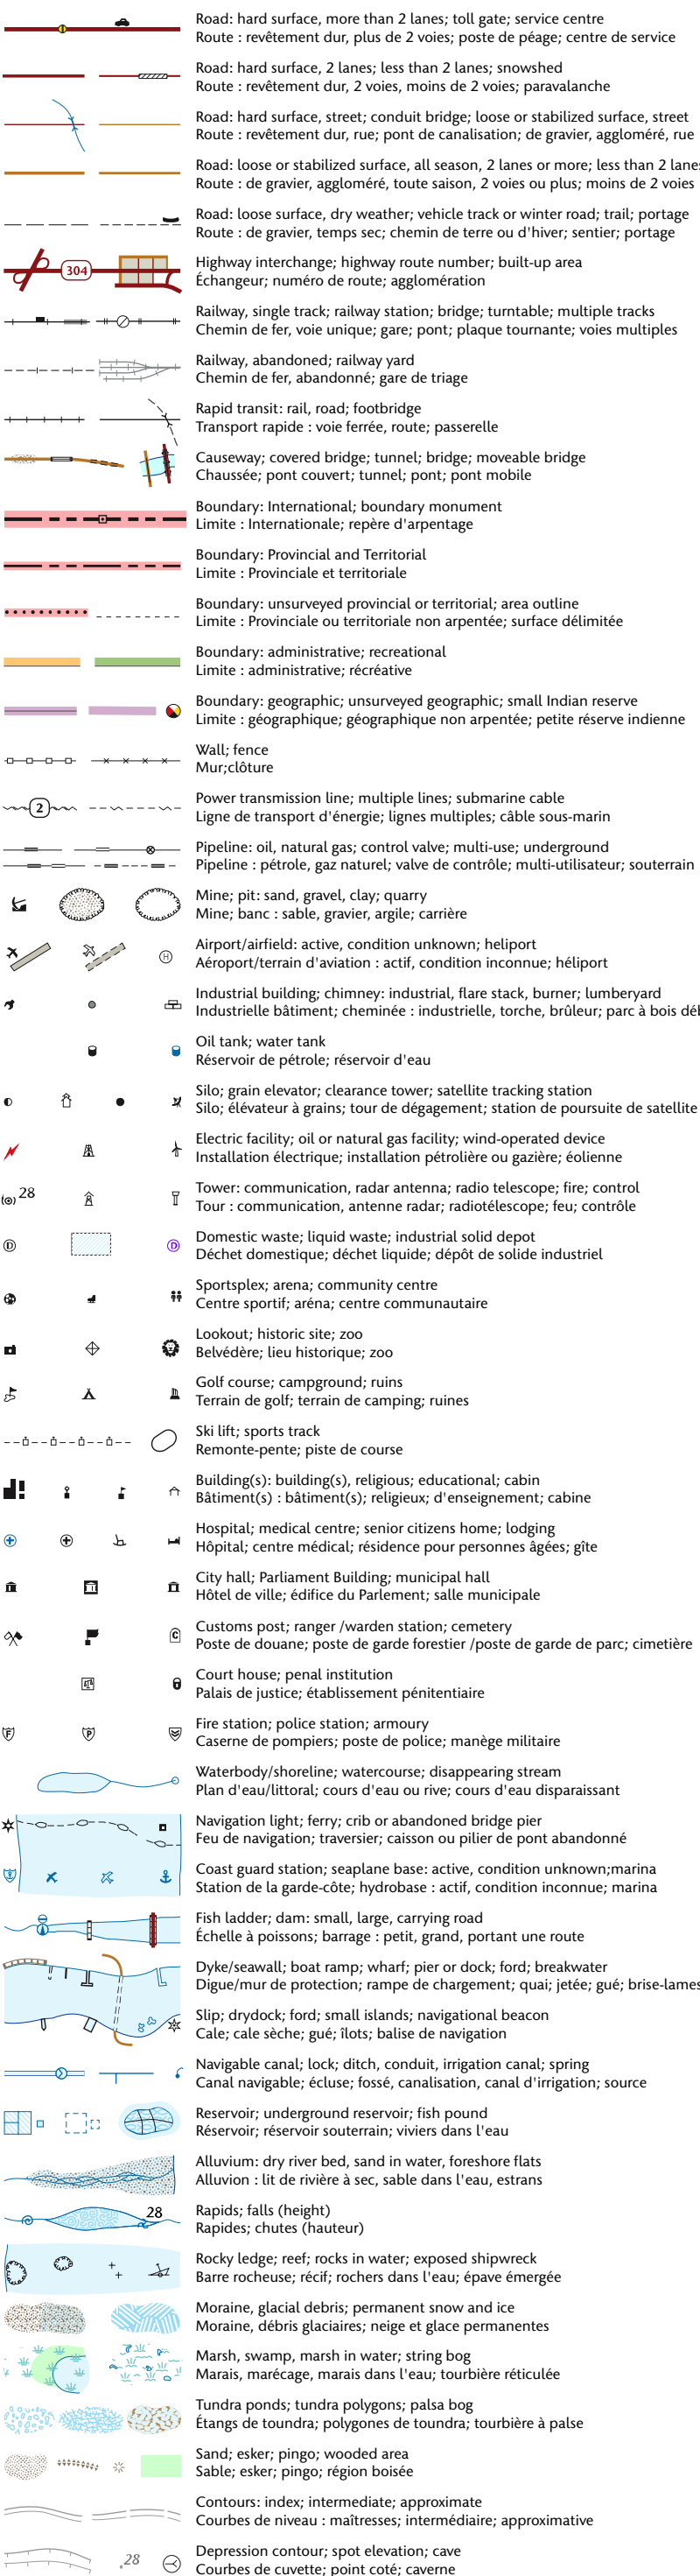 Road: hard surface, more than 2 lanes; toll gate; service centre
Route : revêtement dur, plus de 2 voies; poste de péage; centre de service
Road: hard surface, 2 lanes; less than 2 lanes; snowshed
Route : revêtement dur, 2 voies, moins de 2 voies; paravalanche
Road: hard surface, street; conduit bridge; loose or stabilized surface, street
Route : revêtement dur, rue; pont de canalisation; de gravier, aggloméré, rue
Road: loose or stabilized surface, all season, 2 lanes or more; less than 2 lanes
Route : de gravier, aggloméré, toute saison, 2 voies ou plus; moins de 2 voies
Road: loose surface, dry weather; vehicle track or winter road; trail; portage
Route : de gravier, temps sec; chemin de terre ou d'hiver; sentier; portage
304
Highway interchange; highway route number; built-up area
Échangeur; numéro de route; agglomération
Railway, single track; railway station; bridge; turntable; multiple tracks
Chemin de fer, voie unique; gare; pont; plaque tournante; voies multiples
Railway, abandoned; railway yard
Chemin de fer, abandonné; gare de triage
Rapid transit: rail, road; footbridge
Transport rapide : voie ferrée, route; passerelle
Causeway; covered bridge; tunnel; bridge; moveable bridge
Chaussée; pont couvert; tunnel; pont; pont mobile
Boundary: International; boundary monument
Limite : Internationale; repère d'arpentage
Boundary: Provincial and Territorial
Limite : Provinciale et territoriale
Boundary: unsurveyed provincial or territorial; area outline
Limite : Provinciale ou territoriale non arpentée; surface délimitée
Boundary: administrative; recreational
Limite : administrative; récréative
Boundary: geographic; unsurveyed geographic; small Indian reserve
Limite : géographique; géographique non arpentée; petite réserve indienne
Wall; fence
Mur;clôture
2
Power transmission line; multiple lines; submarine cable
Ligne de transport d'énergie; lignes multiples; câble sous-marin
Pipeline: oil, natural gas; control valve; multi-use; underground
Pipeline : pétrole, gaz naturel; valve de contrôle; multi-utilisateur; souterrain
Mine; pit: sand, gravel, clay; quarry
Mine; banc : sable, gravier, argile; carrière
H
Airport/airfield: active, condition unknown; heliport
Aéroport/terrain d'aviation : actif, condition inconnue; héliport
Industrial building; chimney: industrial, flare stack, burner; lumberyard
Industrielle bâtiment; cheminée : industrielle, torche, brûleur; parc à bois dé
Oil tank; water tank
Réservoir de pétrole; réservoir d'eau
Silo; grain elevator; clearance tower; satellite tracking station
Silo; élévateur à grains; tour de dégagement; station de poursuite de satellite
Electric facility; oil or natural gas facility; wind-operated device
Installation électrique; installation pétrolière ou gazière; éolienne
28
Tower: communication, radar antenna; radio telescope; fire; control
Tour : communication, antenne radar; radiotélescope; feu; contrôle
D D
Domestic waste; liquid waste; industrial solid depot
Déchet domestique; déchet liquide; dépôt de solide industriel
Sportsplex; arena; community centre
Centre sportif; aréna; centre communautaire
Lookout; historic site; zoo
Belvédère; lieu historique; zoo
Golf course; campground; ruins
Terrain de golf; terrain de camping; ruines
Ski lift; sports track
Remonte-pente; piste de course
Building(s): building(s), religious; educational; cabin
Bâtiment(s) : bâtiment(s); religieux; d'enseignement; cabine
Hospital; medical centre; senior citizens home; lodging
Hôpital; centre médical; résidence pour personnes âgées; gîte
City hall; Parliament Building; municipal hall
Hôtel de ville; édifice du Parlement; salle municipale
C
Customs post; ranger /warden station; cemetery
Poste de douane; poste de garde forestier /poste de garde de parc; cimetière
Court house; penal institution
Palais de justice; établissement pénitentiaire
F P
Fire station; police station; armoury
Caserne de pompiers; poste de police; manège militaire
Waterbody/shoreline; watercourse; disappearing stream
Plan d'eau/littoral; cours d'eau ou rive; cours d'eau disparaissant
Navigation light; ferry; crib or abandoned bridge pier
Feu de navigation; traversier; caisson ou pilier de pont abandonné
Coast guard station; seaplane base: active, condition unknown;marina
Station de la garde-côte; hydrobase : actif, condition inconnue; marina
Fish ladder; dam: small, large, carrying road
Échelle à poissons; barrage : petit, grand, portant une route
Dyke/seawall; boat ramp; wharf; pier or dock; ford; breakwater
Digue/mur de protection; rampe de chargement; quai; jetée; gué; brise-lames
Slip; drydock; ford; small islands; navigational beacon
Cale; cale sèche; gué; îlots; balise de navigation
Navigable canal; lock; ditch, conduit, irrigation canal; spring
Canal navigable; écluse; fossé, canalisation, canal d'irrigation; source
Reservoir; underground reservoir; fish pound
Réservoir; réservoir souterrain; viviers dans l'eau
Alluvium: dry river bed, sand in water, foreshore flats
Alluvion : lit de rivière à sec, sable dans l'eau, estrans
28
Rapids; falls (height)
Rapides; chutes (hauteur)
Rocky ledge; reef; rocks in water; exposed shipwreck
Barre rocheuse; récif; rochers dans l'eau; épave émergée
Moraine, glacial debris; permanent snow and ice
Moraine, débris glaciaires; neige et glace permanentes
Marsh, swamp, marsh in water; string bog
Marais, marécage, marais dans l'eau; tourbière réticulée
Tundra ponds; tundra polygons; palsa bog
Étangs de toundra; polygones de toundra; tourbière à palse
Sand; esker; pingo; wooded area
Sable; esker; pingo; région boisée
Contours: index; intermediate; approximate
Courbes de niveau : maîtresses; intermédiaire; approximative
.28
Depression contour; spot elevation; cave
Courbes de cuvette; point coté; caverne